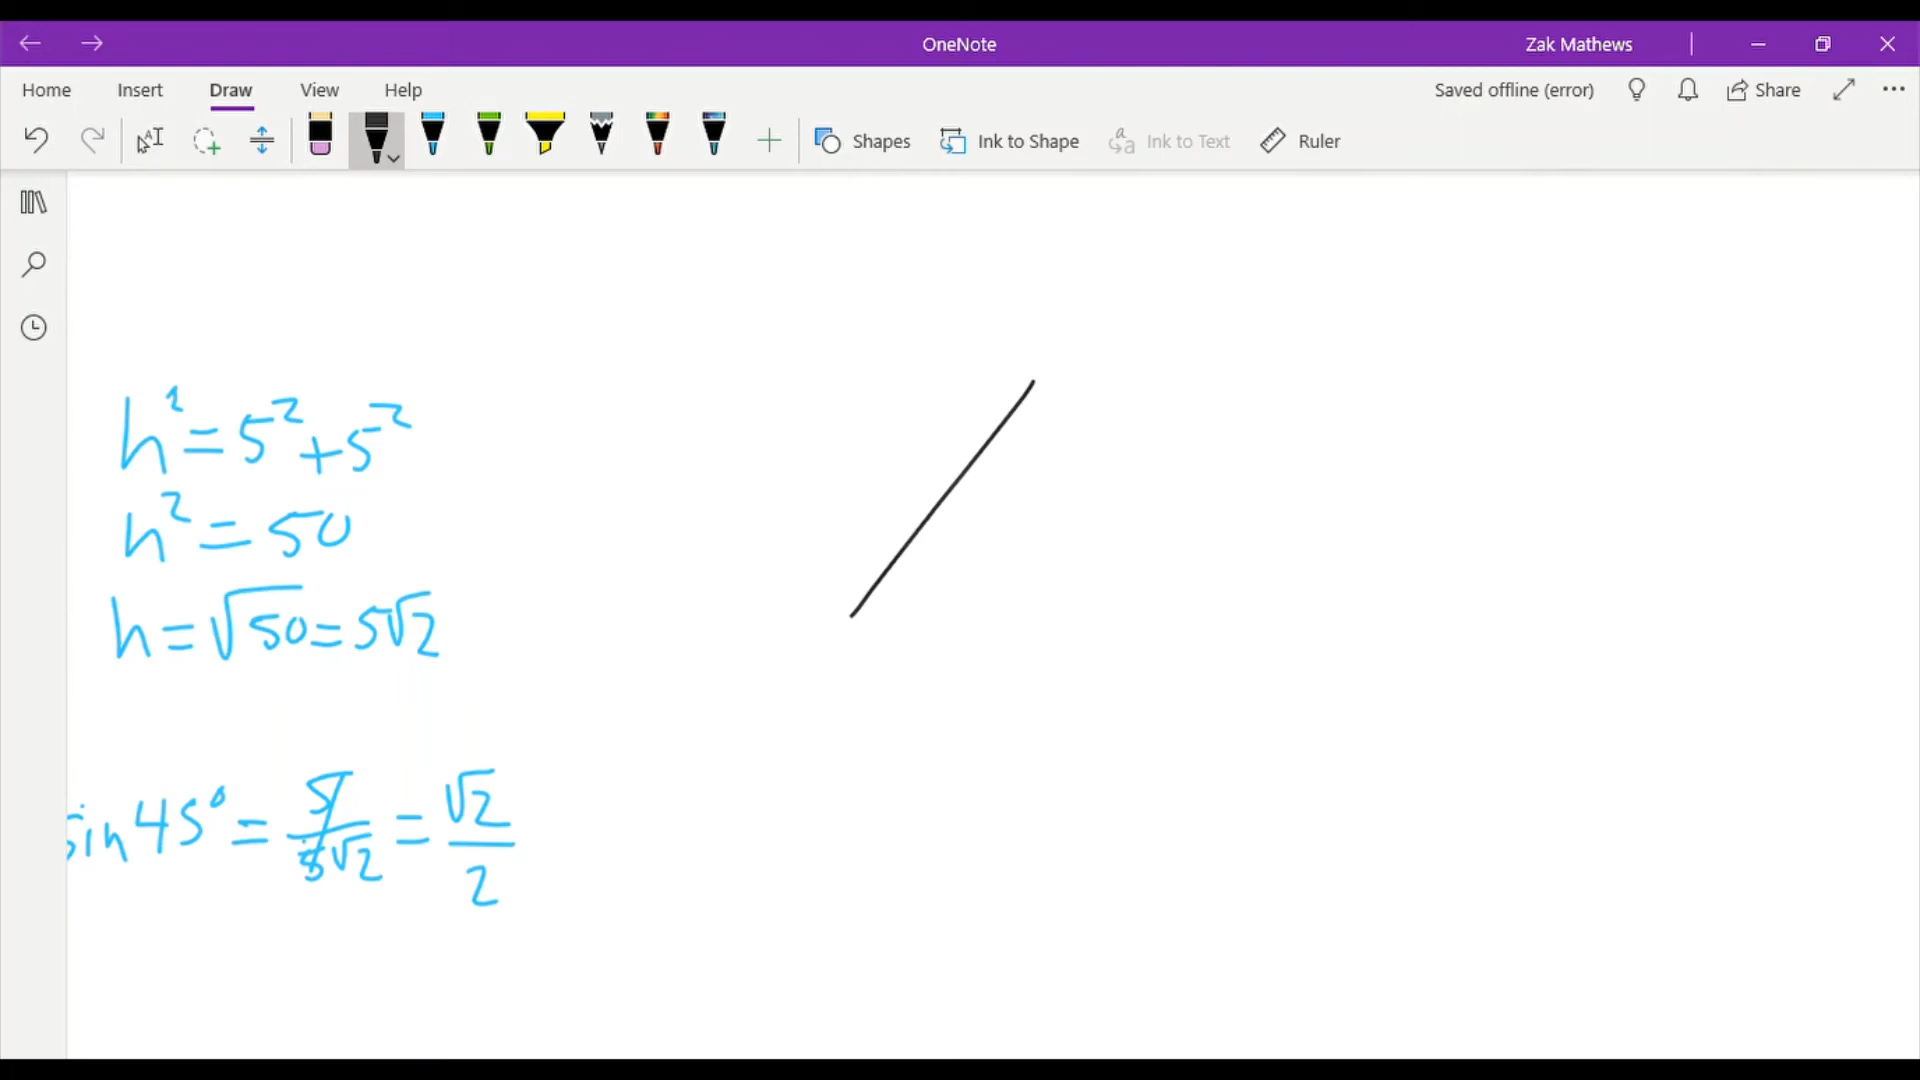 OneNote
Zak Mathews
Home Insert Draw View Help
Saved offline (error)
Share
Shapes
Ink to Shape
Ink to Text
Ruler
h² = 5² + 5²
h² = 50
h = √50 = 5√2
sin 45° = 5/5√2 = √2/2